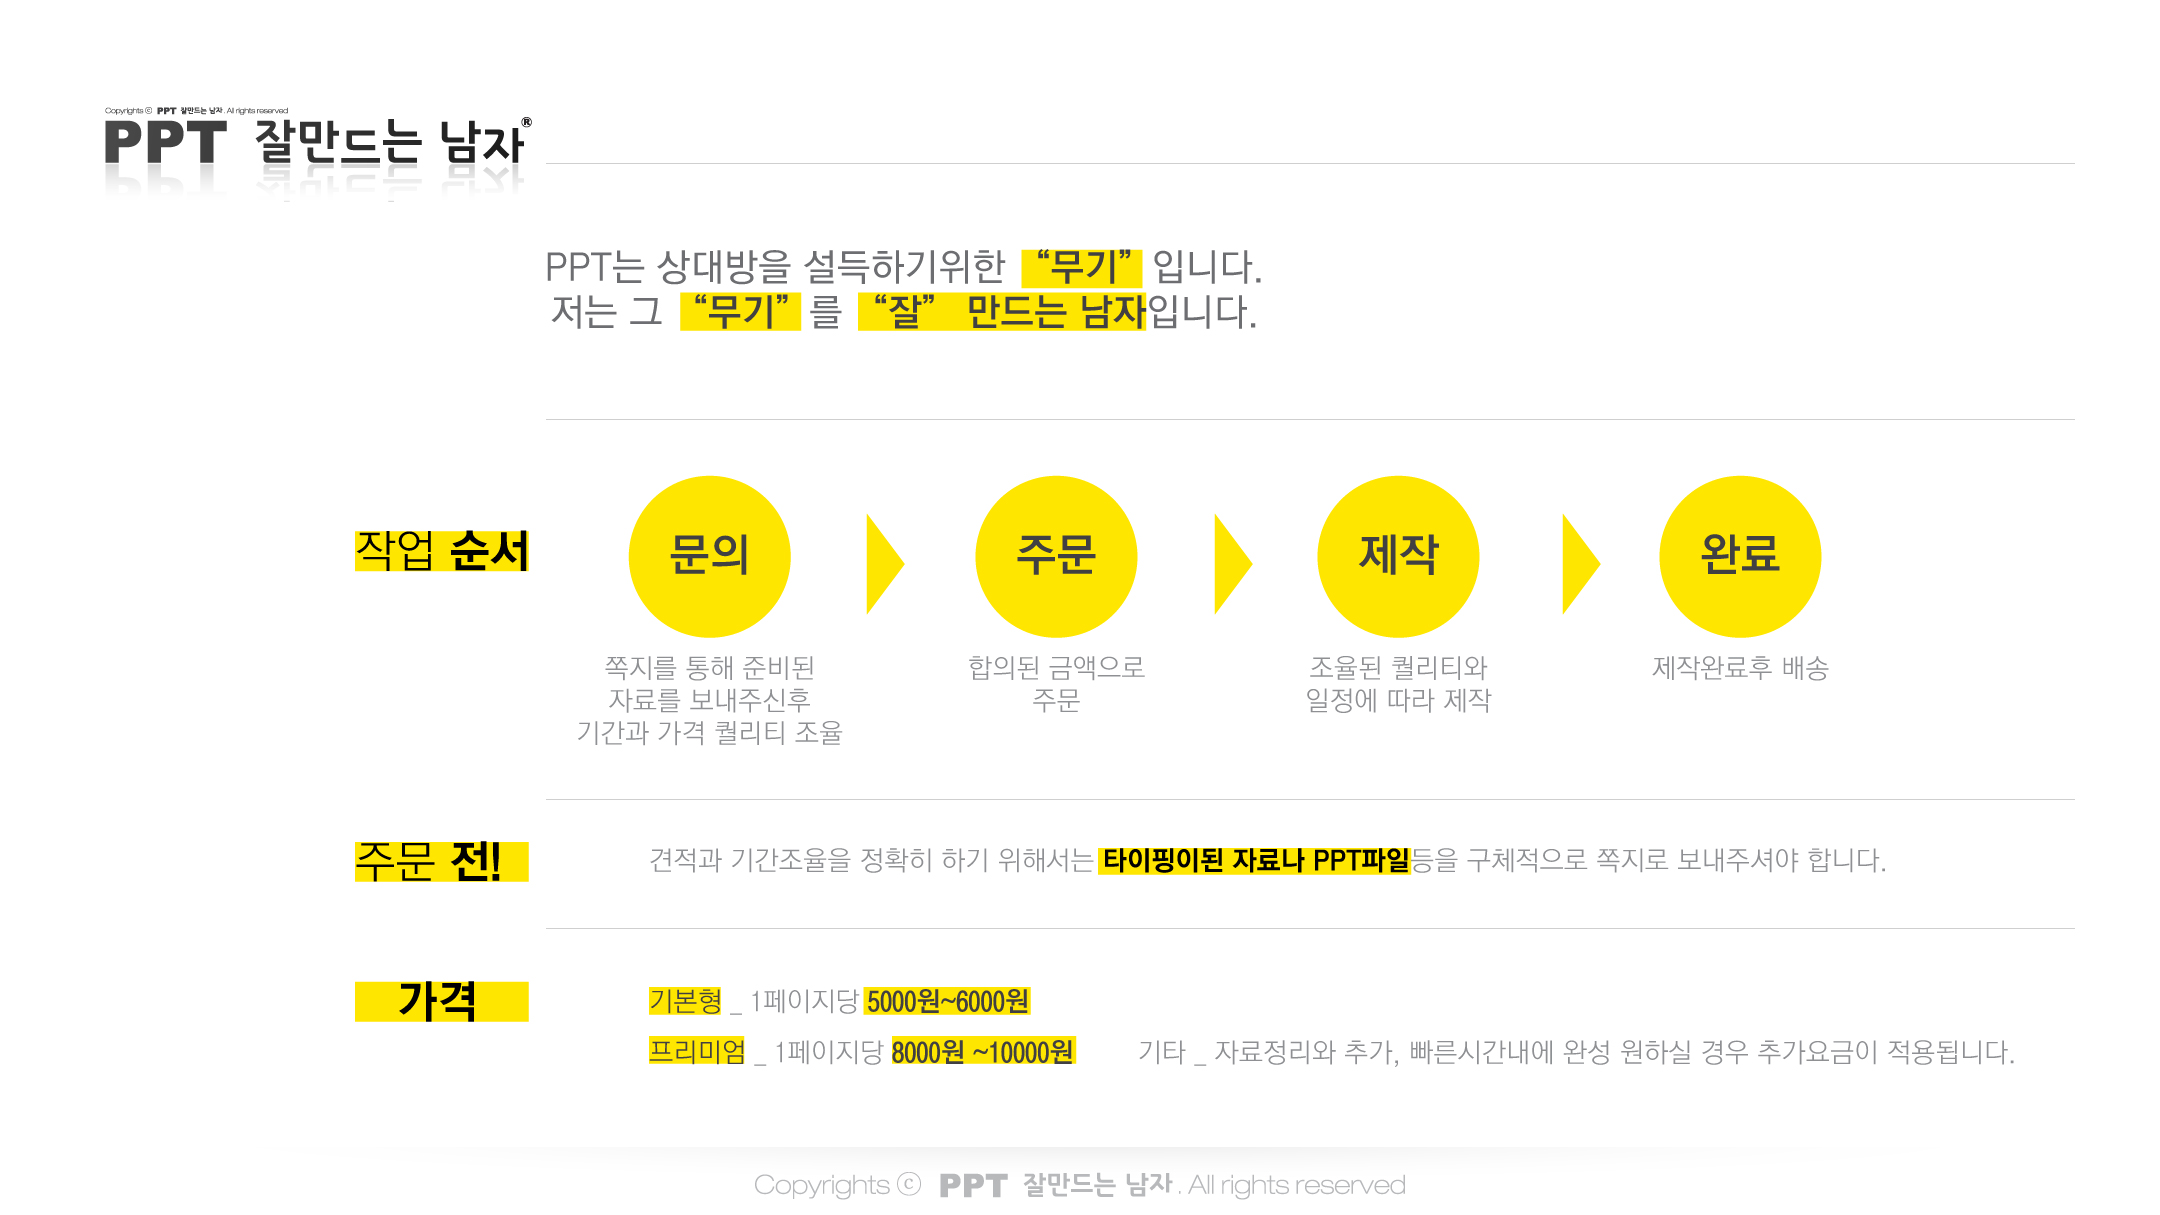 Copyrights ⓒ PPT 잘만드는 남자. All rights reserved
PPT 잘만드는 남자®
PPT는 상대방을 설득하기위한 “무기” 입니다.
저는 그 “무기” 를 “잘” 만드는 남자입니다.
작업 순서
문의
주문
제작
완료
쪽지를 통해 준비된
자료를 보내주신후
기간과 가격 퀄리티 조율
합의된 금액으로
주문
조율된 퀄리티와
일정에 따라 제작
제작완료후 배송
주문 전!
견적과 기간조율을 정확히 하기 위해서는 타이핑이된 자료나 PPT파일등을 구체적으로 쪽지로 보내주셔야 합니다.
가격
기본형 _ 1페이지당 5000원~6000원
프리미엄 _ 1페이지당 8000원 ~10000원
기타 _ 자료정리와 추가, 빠른시간내에 완성 원하실 경우 추가요금이 적용됩니다.
Copyrights ⓒ PPT 잘만드는 남자. All rights reserved